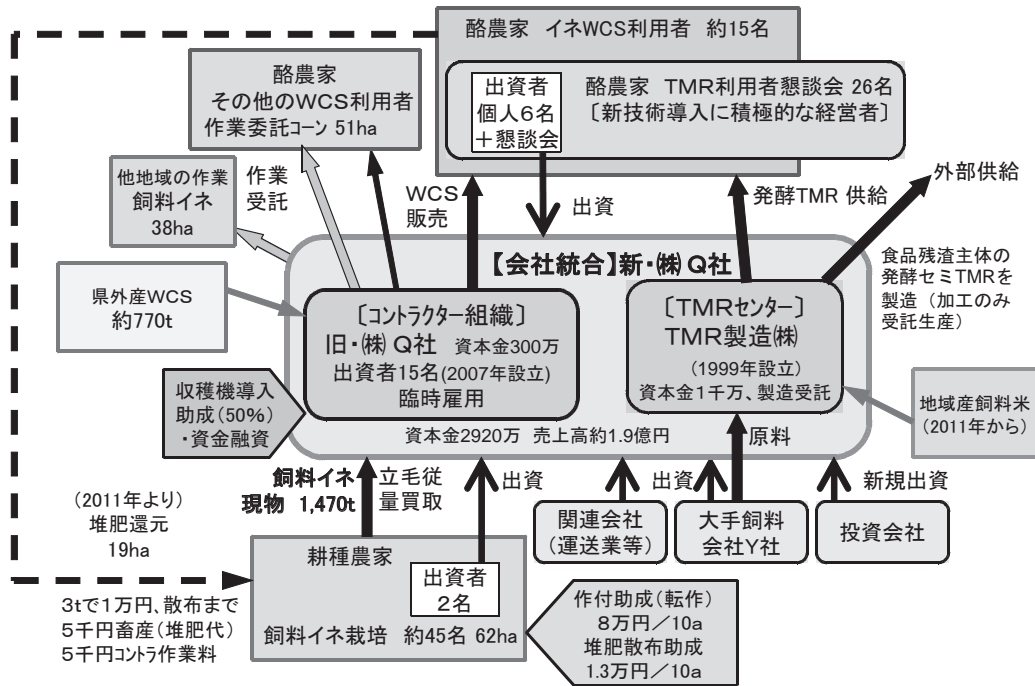 酪農家 イネWCS利用者 約15名
酪農家
その他のWCS利用者
作業委託コーン 51ha
出資者
個人6名
+懇談会
酪農家 TMR利用者懇談会 26名
〔新技術導入に積極的な経営者〕
他地域の作業
飼料イネ
38ha
作業
受託
WCS
販売
出資
発酵TMR 供給
外部供給
食品残渣主体の
発酵セミTMRを
製造(加工のみ
受託生産)
【会社統合】新・㈱Q社
県外産WCS
約770t
〔コントラクター組織〕
旧・㈱Q社 資本金300万
出資者15名(2007年設立)
臨時雇用
〔TMRセンター〕
TMR製造㈱
(1999年設立)
資本金1千万、製造受託
収穫機導入
助成(50%)
・資金融資
地域産飼料米
(2011年から)
資本金2920万 売上高約1.9億円
原料
飼料イネ
現物 1,470t
立毛従
量買取
出資
出資
新規出資
関連会社
(運送業等)
大手飼料
会社Y社
投資会社
(2011年より)
堆肥還元
19ha
耕種農家
出資者
2名
飼料イネ栽培 約45名 62ha
3tで1万円、散布まで
5千円畜産(堆肥代)
5千円コントラ作業料
作付助成(転作)
8万円/10a
堆肥散布助成
1.3万円/10a